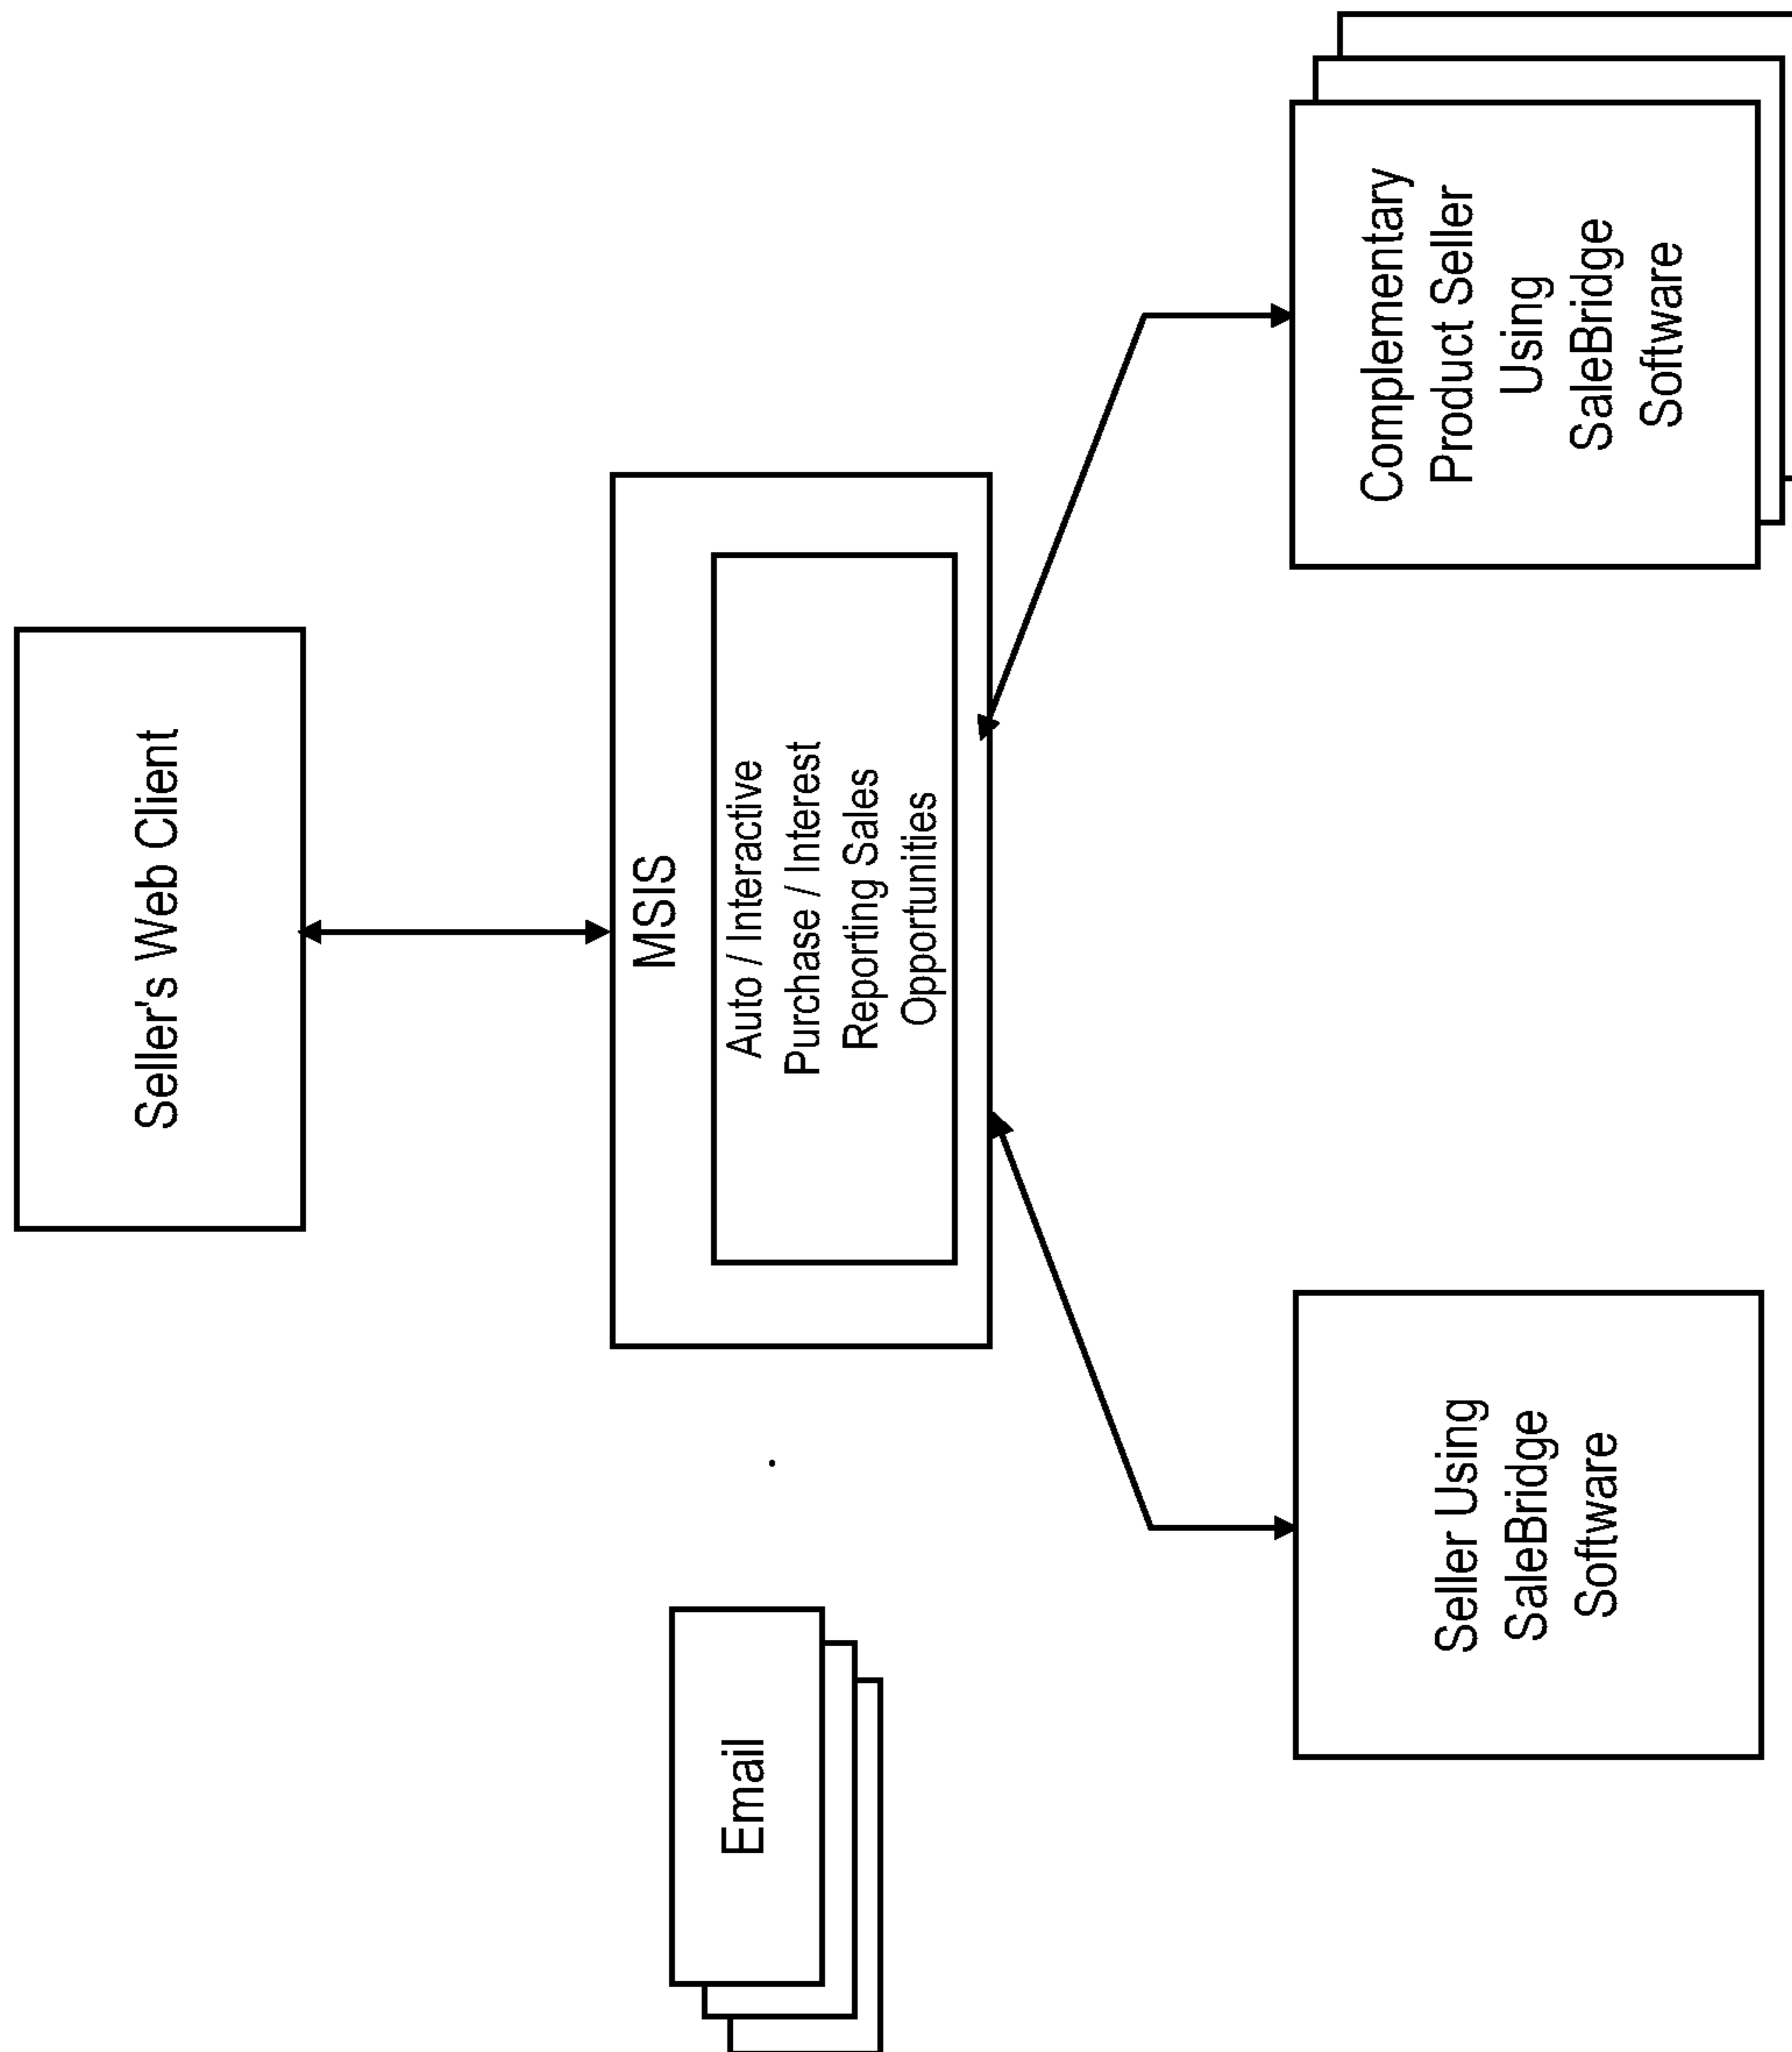 Seller's Web Client
MSIS
Auto / Interactive
Purchase / Interest
Reporting Sales
Opportunities
Email
Seller Using
SaleBridge
Software
Complementary
Product Seller
Using
SaleBridge
Software